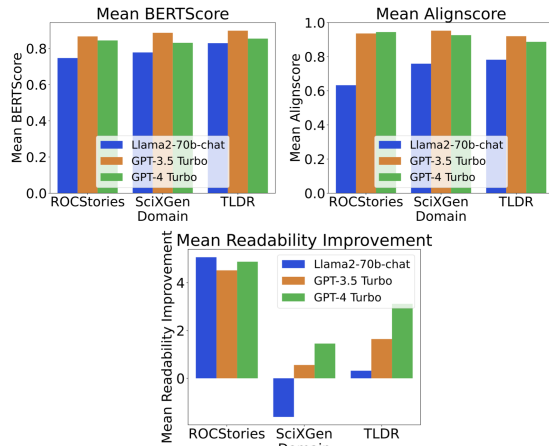 Mean BERTScore
Mean BERTScore
0.8
0.6
0.4
0.2
0.0
Llama2-70b-chat
GPT-3.5 Turbo
GPT-4 Turbo
ROCStories SciXGen TLDR
Domain
Mean Alignscore
Mean Alignscore
1.0
0.8
0.6
0.4
0.2
0.0
Llama2-70b-chat
GPT-3.5 Turbo
GPT-4 Turbo
ROCStories SciXGen TLDR
Domain
Mean Readability Improvement
Mean Readability Improvement
4
2
0
Llama2-70b-chat
GPT-3.5 Turbo
GPT-4 Turbo
ROCStories SciXGen TLDR